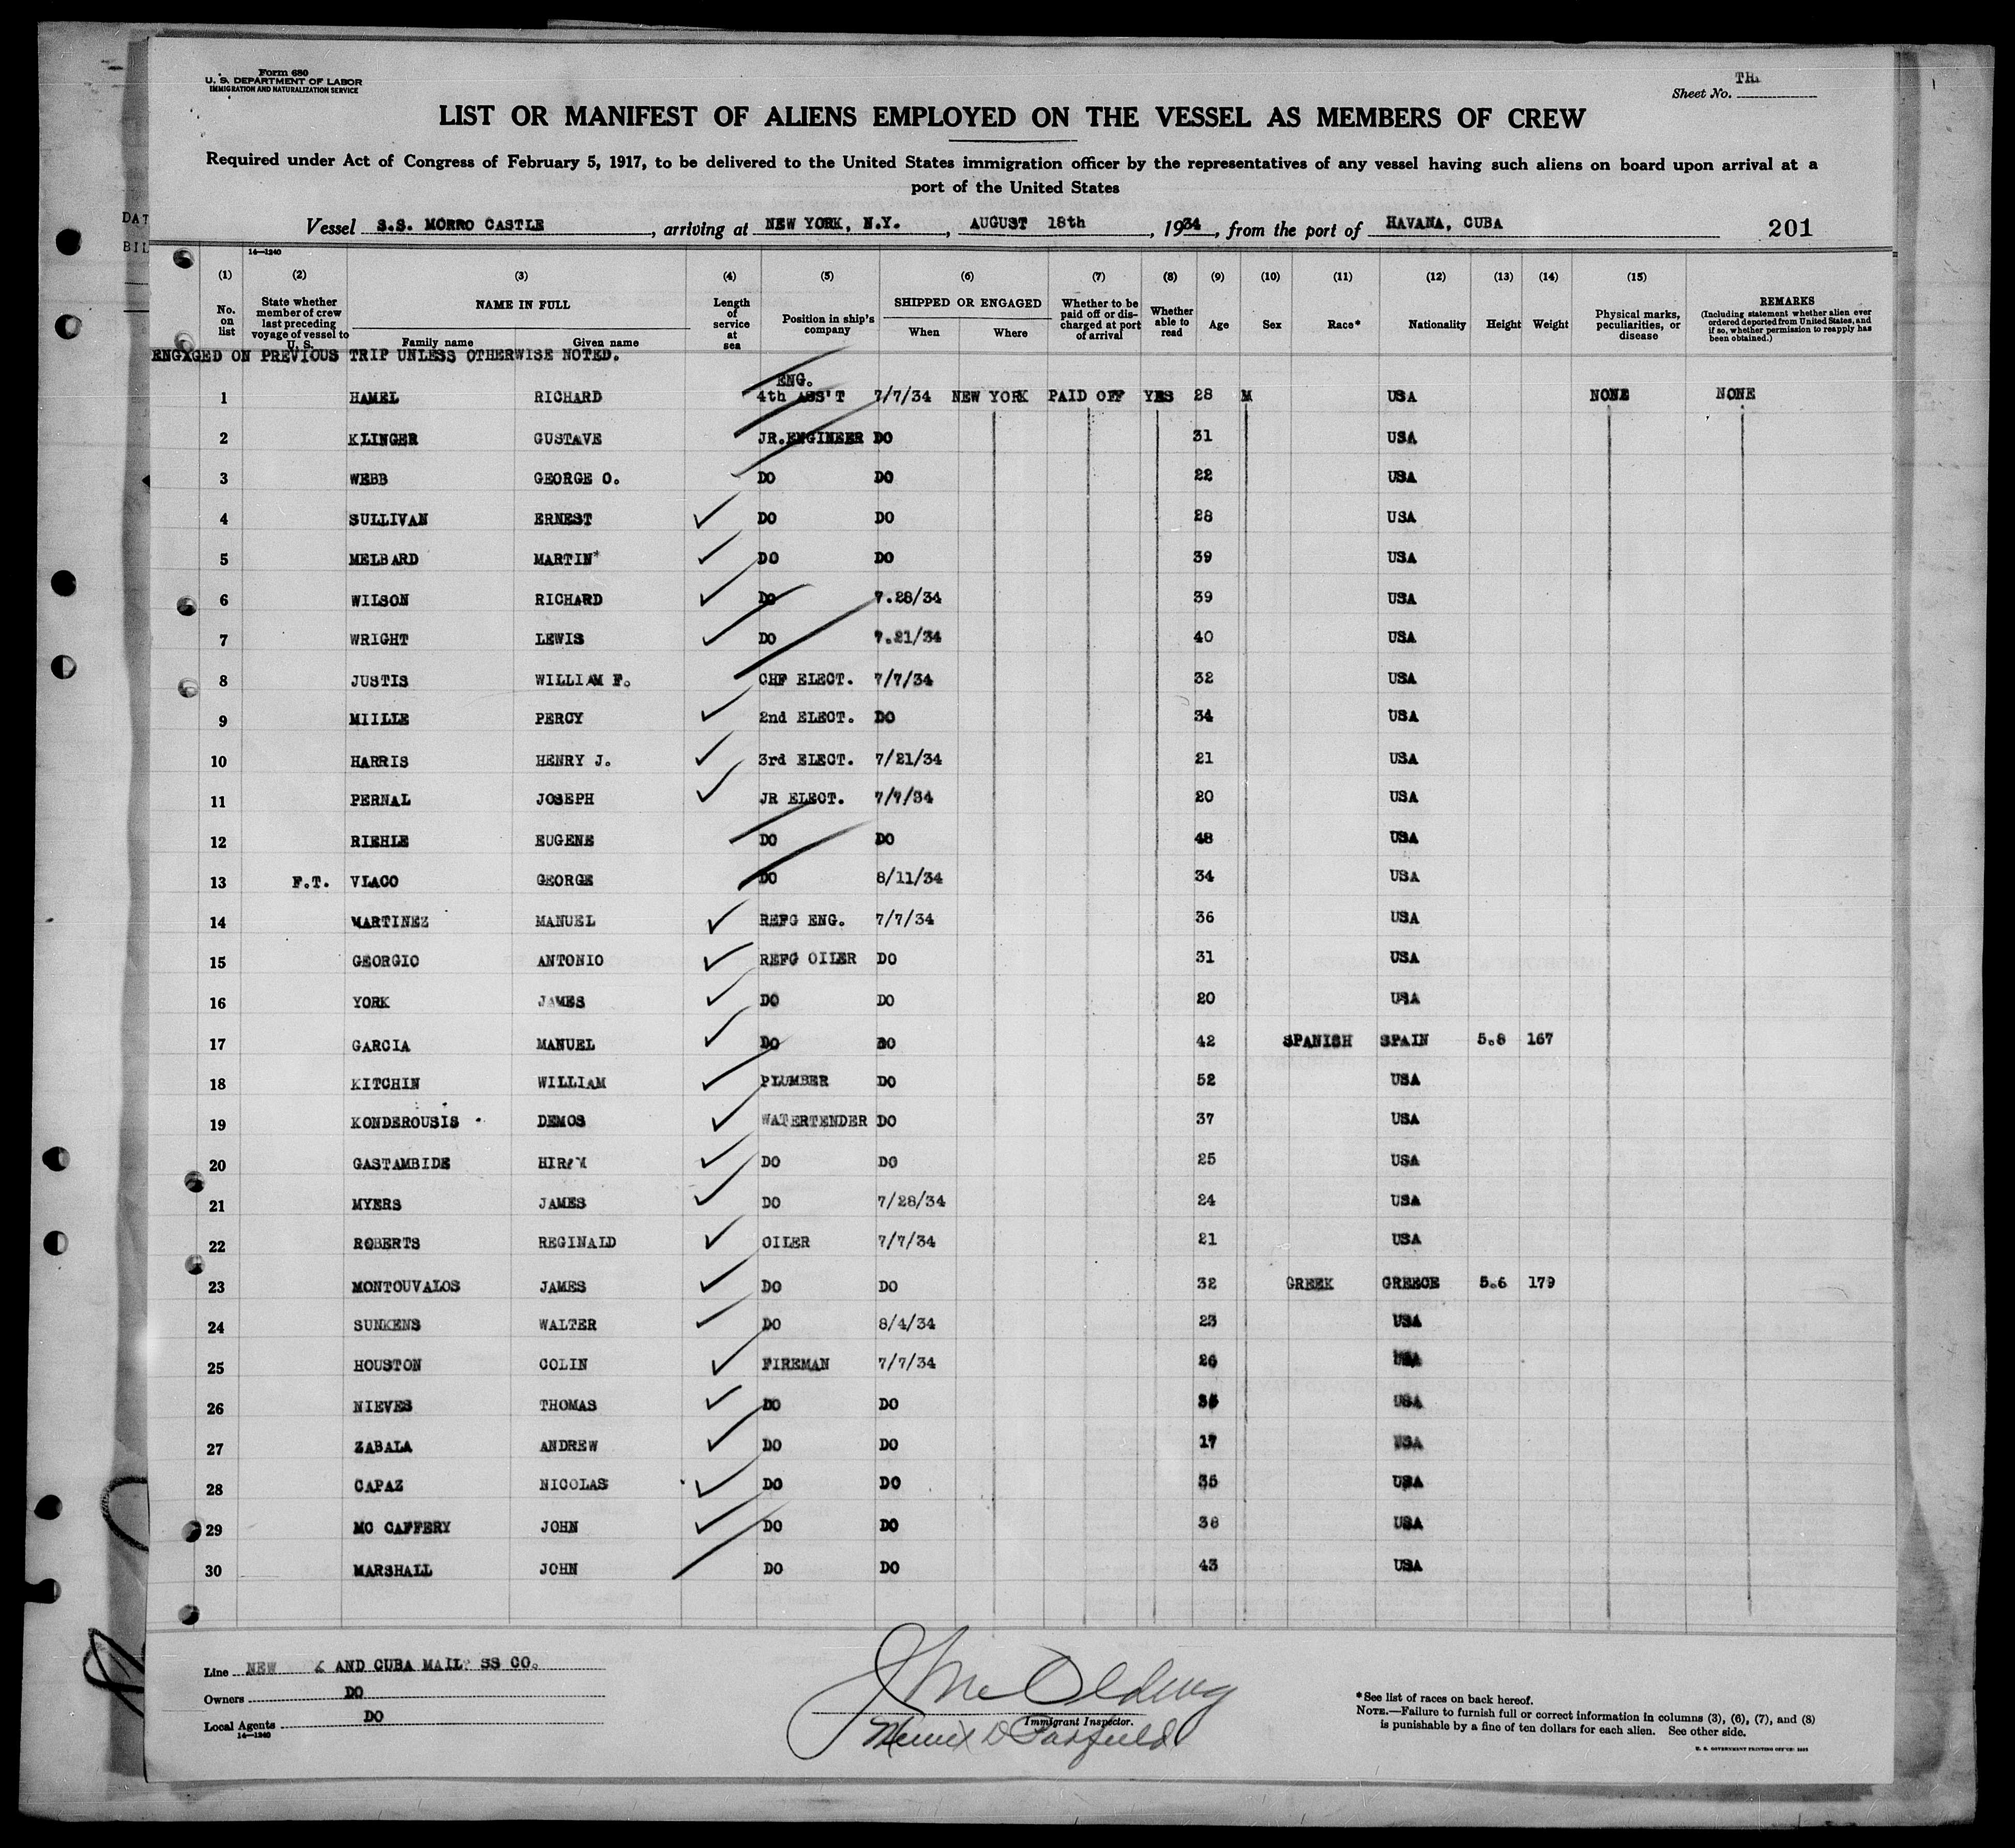 Form 680
U. S. DEPARTMENT OF LABOR
IMMIGRATION AND NATURALIZATION SERVICE
Sheet No.
LIST OR MANIFEST OF ALIENS EMPLOYED ON THE VESSEL AS MEMBERS OF CREW
Required under Act of Congress of February 5, 1917, to be delivered to the United States immigration officer by the representatives of any vessel having such aliens on board upon arrival at a
port of the United States
DAT
BIL
Vessel S.S. MORRO CASTLE, arriving at NEW YORK, N.Y., AUGUST 18th, 1934, from the port of HAVANA, CUBA 201
14—1240
(1) (2) (3) (4) (5) (6) (7) (8) (9) (10) (11) (12) (13) (14) (15)
No. on list State whether member of crew last preceding voyage of vessel to U. S. NAME IN FULL Family name Given name Length of service at sea Position in ship's company SHIPPED OR ENGAGED When Where Whether to be paid off or discharged at port of arrival Whether able to read Age Sex Race* Nationality Height Weight Physical marks, peculiarities, or disease REMARKS (Including statement whether alien ever ordered deported from United States, and if so, whether permission to reapply has been obtained.)
ENGAGED ON PREVIOUS TRIP UNLESS OTHERWISE NOTED.
ENG.
1 HAMEL RICHARD 4th ASS'T 7/7/34 NEW YORK PAID OFF YES 28 M USA NONE NONE
2 KLINGER GUSTAVE JR.ENGINEER DO 31 USA
3 WEBB GEORGE O. DO DO 22 USA
4 SULLIVAN ERNEST DO DO 28 USA
5 MELBARD MARTIN* DO DO 39 USA
6 WILSON RICHARD DO 7.28/34 39 USA
7 WRIGHT LEWIS DO 7.21/34 40 USA
8 JUSTIS WILLIAM F. CHF ELECT. 7/7/34 32 USA
9 MIILLE PERCY 2nd ELECT. DO 34 USA
10 HARRIS HENRY J. 3rd ELECT. 7/21/34 21 USA
11 PERNAL JOSEPH JR ELECT. 7/7/34 20 USA
12 RIEHLE EUGENE DO DO 48 USA
13 F.T. VLACO GEORGE DO 8/11/34 34 USA
14 MARTINEZ MANUEL REFG ENG. 7/7/34 36 USA
15 GEORGIO ANTONIO REFG OILER DO 31 USA
16 YORK JAMES DO DO 20 USA
17 GARCIA MANUEL DO DO 42 SPANISH SPAIN 5.8 167
18 KITCHIN WILLIAM PLUMBER DO 52 USA
19 KONDEROUSIS DEMOS WATERTENDER DO 37 USA
20 GASTAMBIDE HIRAM DO DO 25 USA
21 MYERS JAMES DO 7/28/34 24 USA
22 ROBERTS REGINALD OILER 7/7/34 21 USA
23 MONTOUVALOS JAMES DO DO 32 GREEK GREECE 5.6 179
24 SUNKENS WALTER DO 8/4/34 23 USA
25 HOUSTON COLIN FIREMAN 7/7/34 26 USA
26 NIEVES THOMAS DO DO USA
27 ZABALA ANDREW DO DO 17 USA
28 CAPAZ NICOLAS DO DO 35 USA
29 MC CAFFERY JOHN DO DO 38 USA
30 MARSHALL JOHN DO DO 43 USA
Line NEW AND CUBA MAIL SS CO.
Owners DO
Local Agents DO
14—1240
Immigrant Inspector.
*See list of races on back hereof.
NOTE.—Failure to furnish full or correct information in columns (3), (6), (7), and (8)
is punishable by a fine of ten dollars for each alien. See other side.
U. S. GOVERNMENT PRINTING OFFICE: